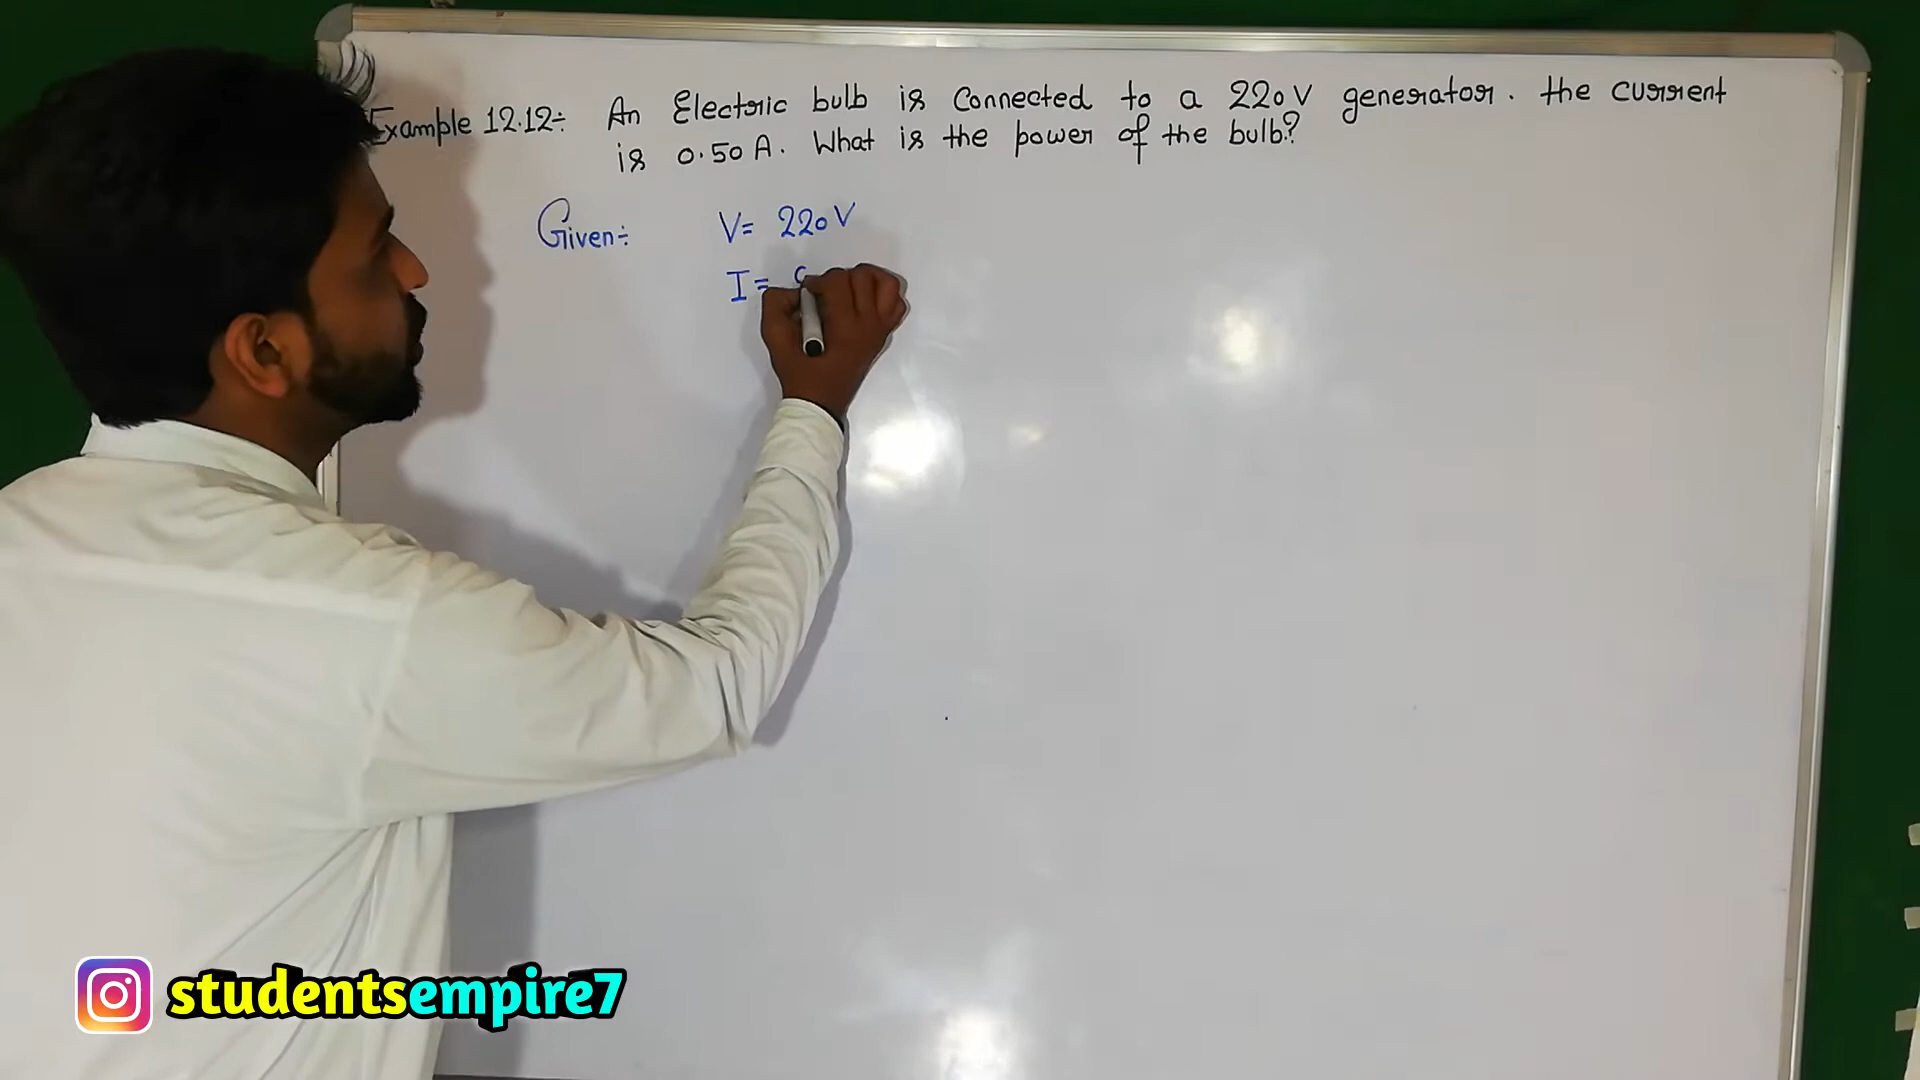 Example 12.12÷ An Electric bulb is Connected to a 220V generator. the current
is 0.50 A. What is the power of the bulb?
Given÷ V= 220V
I=
studentsempire7